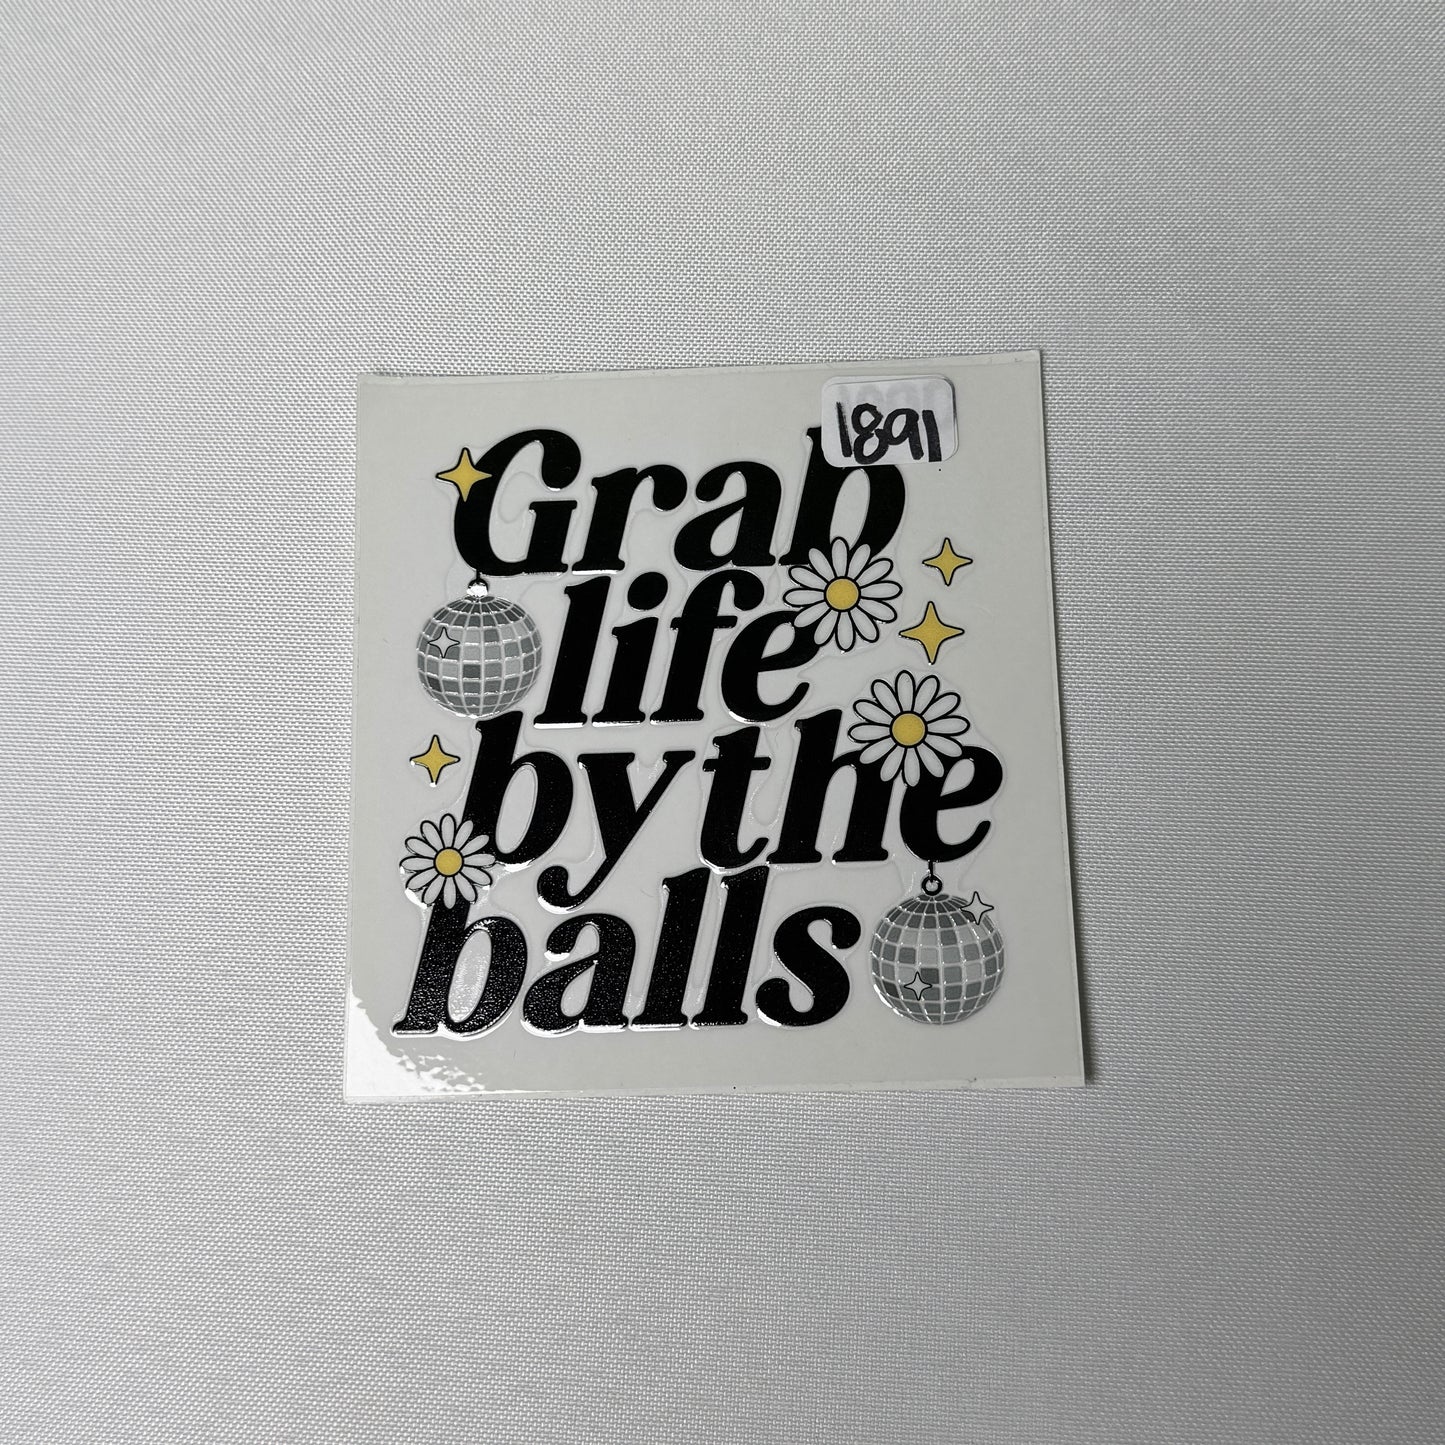 1891
Grab
life
by the
balls